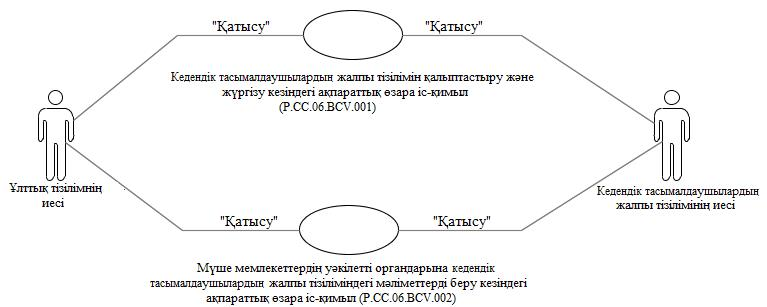 "Қатысу" "Қатысу"
Кедендік тасымалдаушылардың жалпы тізілімін қалыптастыру және
жүргізу кезіндегі ақпараттық өзара іс-қимыл
(P.CC.06.BCV.001)
Ұлттық тізілімнің
иесі
Кедендік тасымалдаушылардың
жалпы тізілімінің иесі
"Қатысу" "Қатысу"
Мүше мемлекеттердің уәкілетті органдарына кедендік
тасымалдаушылардың жалпы тізіліміндегі мәліметтерді беру кезіндегі
ақпараттық өзара іс-қимыл (P.CC.06.BCV.002)